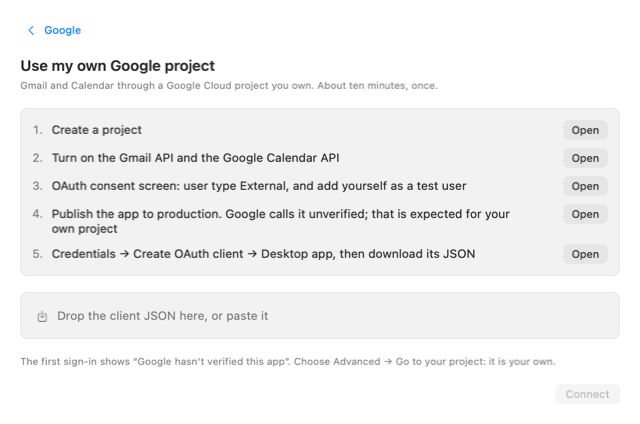 Google
Use my own Google project
Gmail and Calendar through a Google Cloud project you own. About ten minutes, once.
1. Create a project Open
2. Turn on the Gmail API and the Google Calendar API Open
3. OAuth consent screen: user type External, and add yourself as a test user Open
4. Publish the app to production. Google calls it unverified; that is expected for your Open
own project
5. Credentials → Create OAuth client → Desktop app, then download its JSON Open
Drop the client JSON here, or paste it
The first sign-in shows “Google hasn't verified this app”. Choose Advanced → Go to your project: it is your own.
Connect